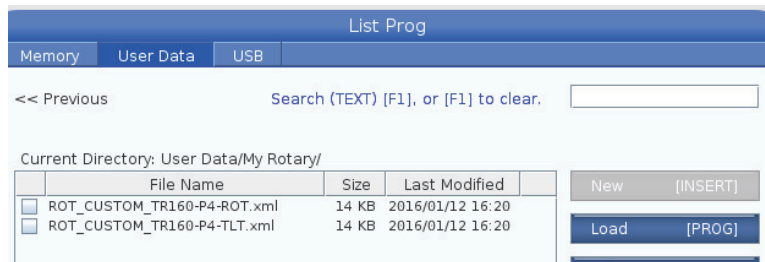 List Prog
Memory User Data USB
<< Previous Search (TEXT) [F1], or [F1] to clear.
Current Directory: User Data/My Rotary/
File Name Size Last Modified
New [INSERT]
ROT_CUSTOM_TR160-P4-ROT.xml 14 KB 2016/01/12 16:20
ROT_CUSTOM_TR160-P4-TLT.xml 14 KB 2016/01/12 16:20
Load [PROG]